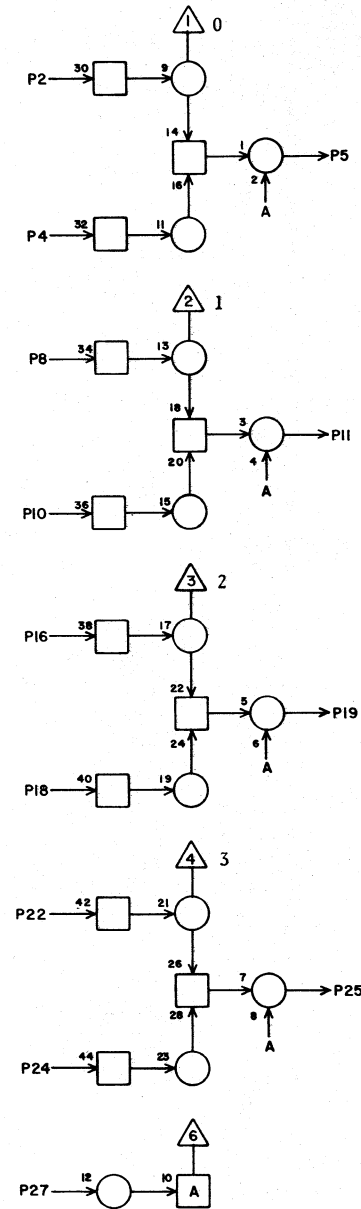 1 0
P2 30 9
14 1 P5
16 2
P4 32 11 A
2 1
P8 34 13
18 3 P11
20 4
P10 36 15 A
3 2
P16 38 17
22 5 P19
24 6
P18 40 19 A
4 3
P22 42 21
26 7 P25
28 8
P24 44 23 A
6
P27 12 10 A